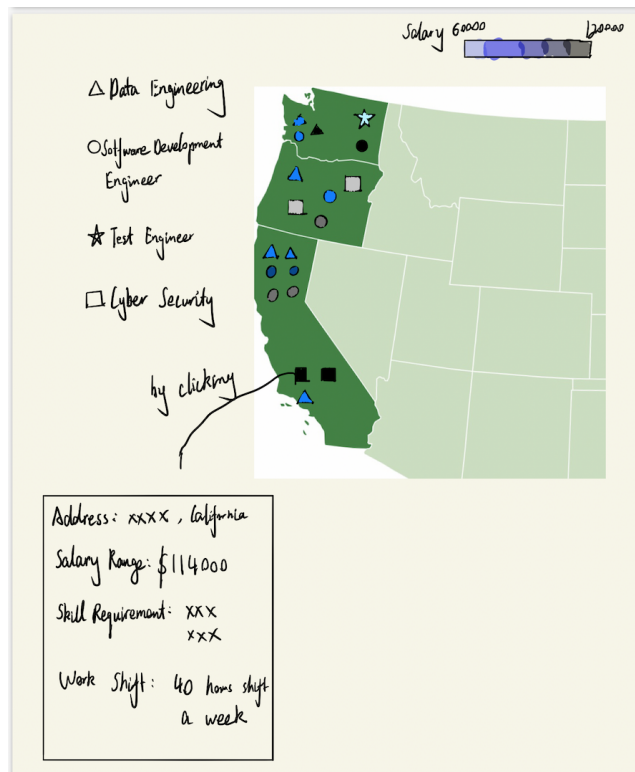 Salary 60000 120000
Data Engineering
Software Development
Engineer
Test Engineer
Cyber Security
by clicking
Address: xxxx, California
Salary Range: $114000
Skill Requirement: xxx
xxx
Work Shift: 40 hours shift
a week